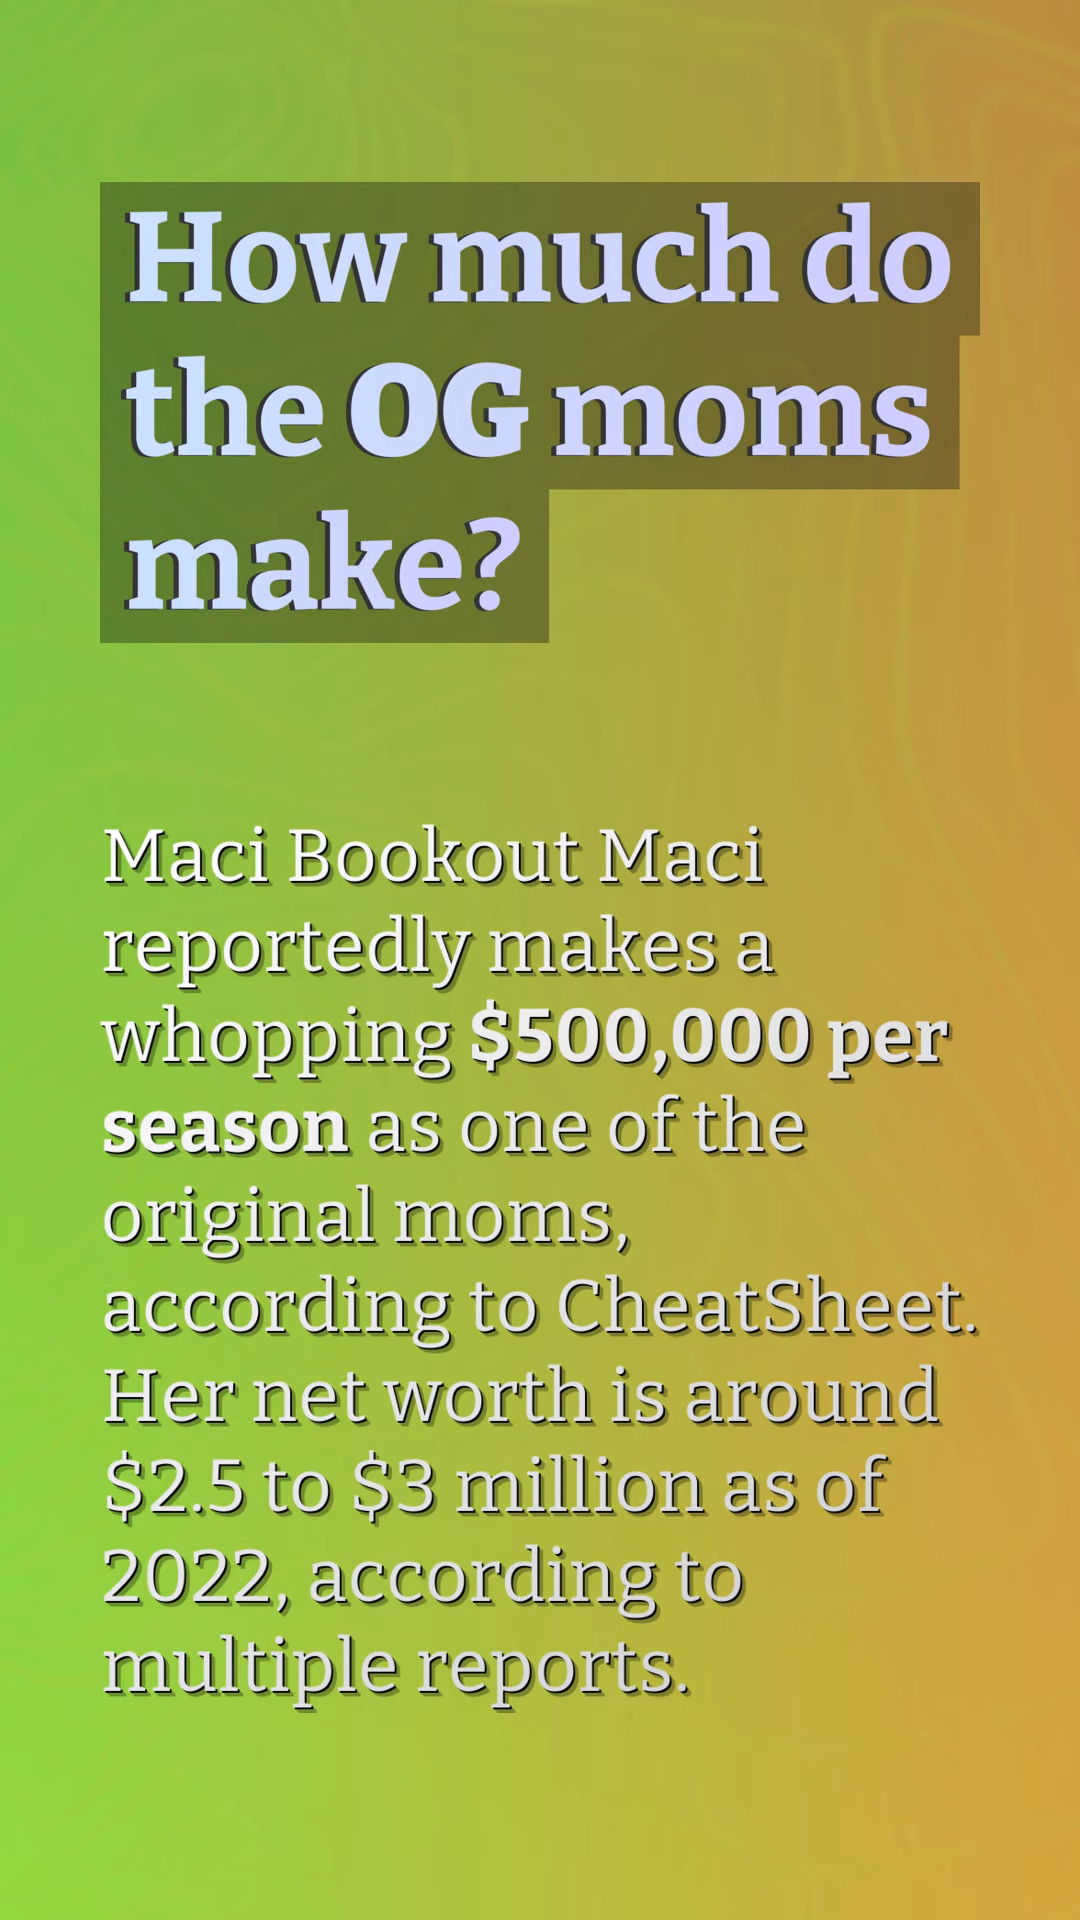 How much do
the OG moms
make?
Maci Bookout Maci
reportedly makes a
whopping $500,000 per
season as one of the
original moms,
according to CheatSheet.
Her net worth is around
$2.5 to $3 million as of
2022, according to
multiple reports.